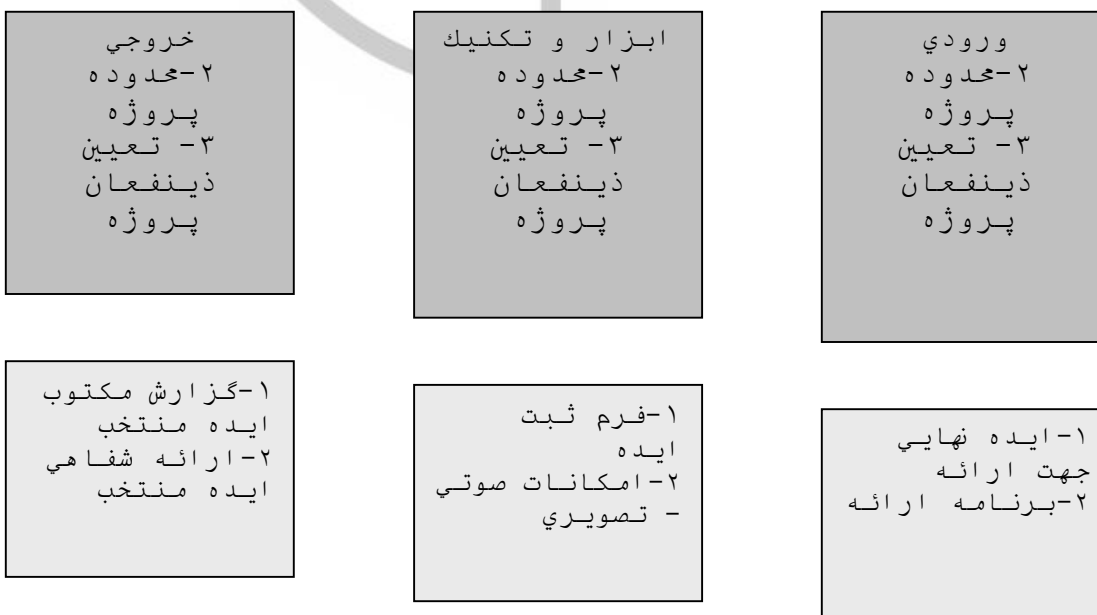 ورودي
۲-محدوده
پروژه
۳- تعيين
ذينفعان
پروژه
ابزار و تكنيك
۲-محدوده
پروژه
۳- تعيين
ذينفعان
پروژه
خروجي
۲-محدوده
پروژه
۳- تعيين
ذينفعان
پروژه
۱-ايده نهايي
جهت ارائه
۲-برنامه ارائه
۱-فرم ثبت
ايده
۲-امكانات صوتي
- تصويري
۱-گزارش مكتوب
ايده منتخب
۲-ارائه شفاهي
ايده منتخب